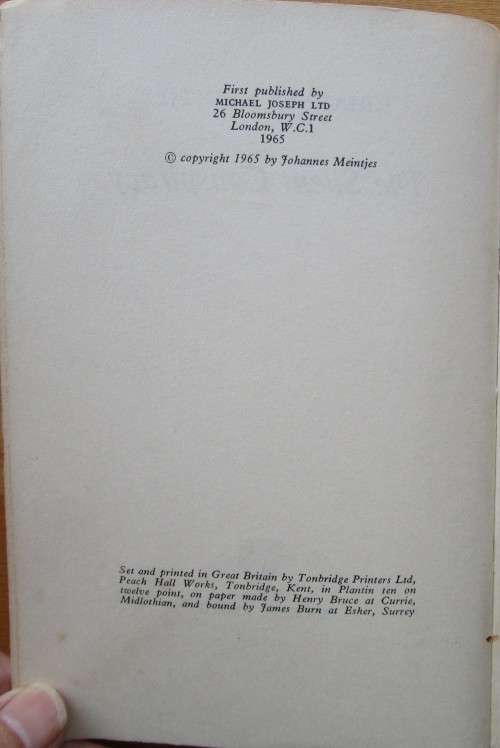 First published by
MICHAEL JOSEPH LTD
26 Bloomsbury Street
London, W.C.1
1965
© copyright 1965 by Johannes Meintjes
Set and printed in Great Britain by Tonbridge Printers Ltd,
Peach Hall Works, Tonbridge, Kent, in Plantin ten on
twelve point, on paper made by Henry Bruce at Currie,
Midlothian, and bound by James Burn at Esher, Surrey